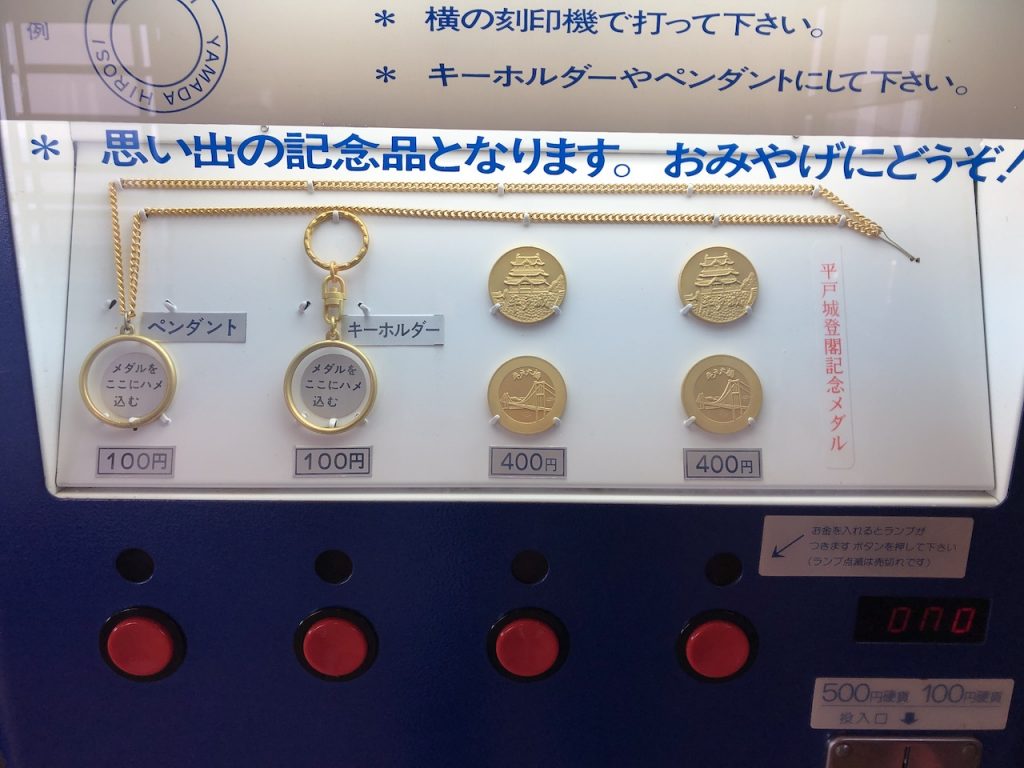 例
YAMADA HIROSI
* 横の刻印機で打って下さい。
* キーホルダーやペンダントにして下さい。
* 思い出の記念品となります。おみやげにどうぞ!
ペンダント
キーホルダー
メダルを
ここにハメ
込む
メダルを
ここにハメ
込む
平戸大橋
平戸大橋
平戸城登閣記念メダル
100円
100円
400円
400円
お金を入れるとランプが
つきます ボタンを押して下さい
(ランプ点滅は売切れです)
500円硬貨 100円硬貨
投入口